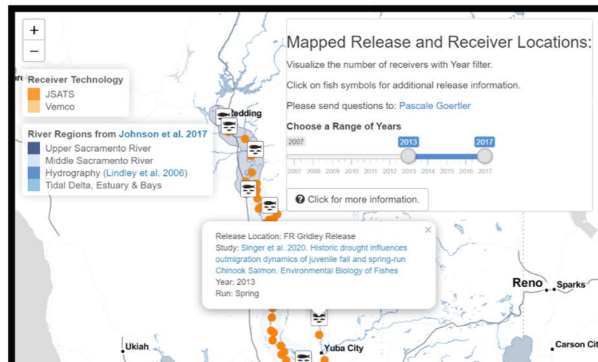 +
−
Receiver Technology
JSATS
Vemco
River Regions from Johnson et al. 2017
Upper Sacramento River
Middle Sacramento River
Hydrography (Lindley et al. 2006)
Tidal Delta, Estuary & Bays
Mapped Release and Receiver Locations:
Visualize the number of receivers with Year filter.
Click on fish symbols for additional release information.
Please send questions to: Pascale Goertler
Choose a Range of Years
2007
2013
2017
2007 2008 2009 2010 2011 2012 2013 2014 2015 2016 2017
Click for more information.
Redding
×
Release Location: FR Gridley Release
Study: Singer et al. 2020. Historic drought influences
outmigration dynamics of juvenile fall and spring-run
Chinook Salmon. Environmental Biology of Fishes
Year: 2013
Run: Spring
Reno
Sparks
Ukiah
Yuba City
Carson Cit